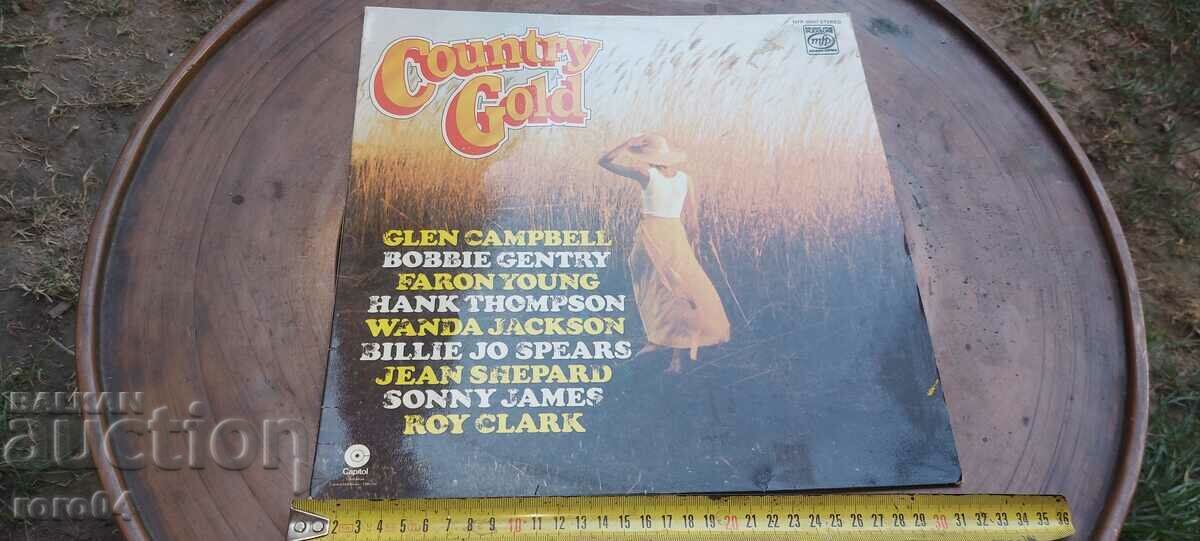 Country
Gold
STEREO
mfp
GLEN CAMPBELL
BOBBIE GENTRY
FARON YOUNG
HANK THOMPSON
WANDA JACKSON
BILLIE JO SPEARS
JEAN SHEPARD
SONNY JAMES
ROY CLARK
Capitol
BALKAN
auction
roro04
2 3 4 5 6 7 8 9 10 11 12 13 14 15 16 17 18 19 20 21 22 23 24 25 26 27 28 29 30 31 32 33 34 35 36